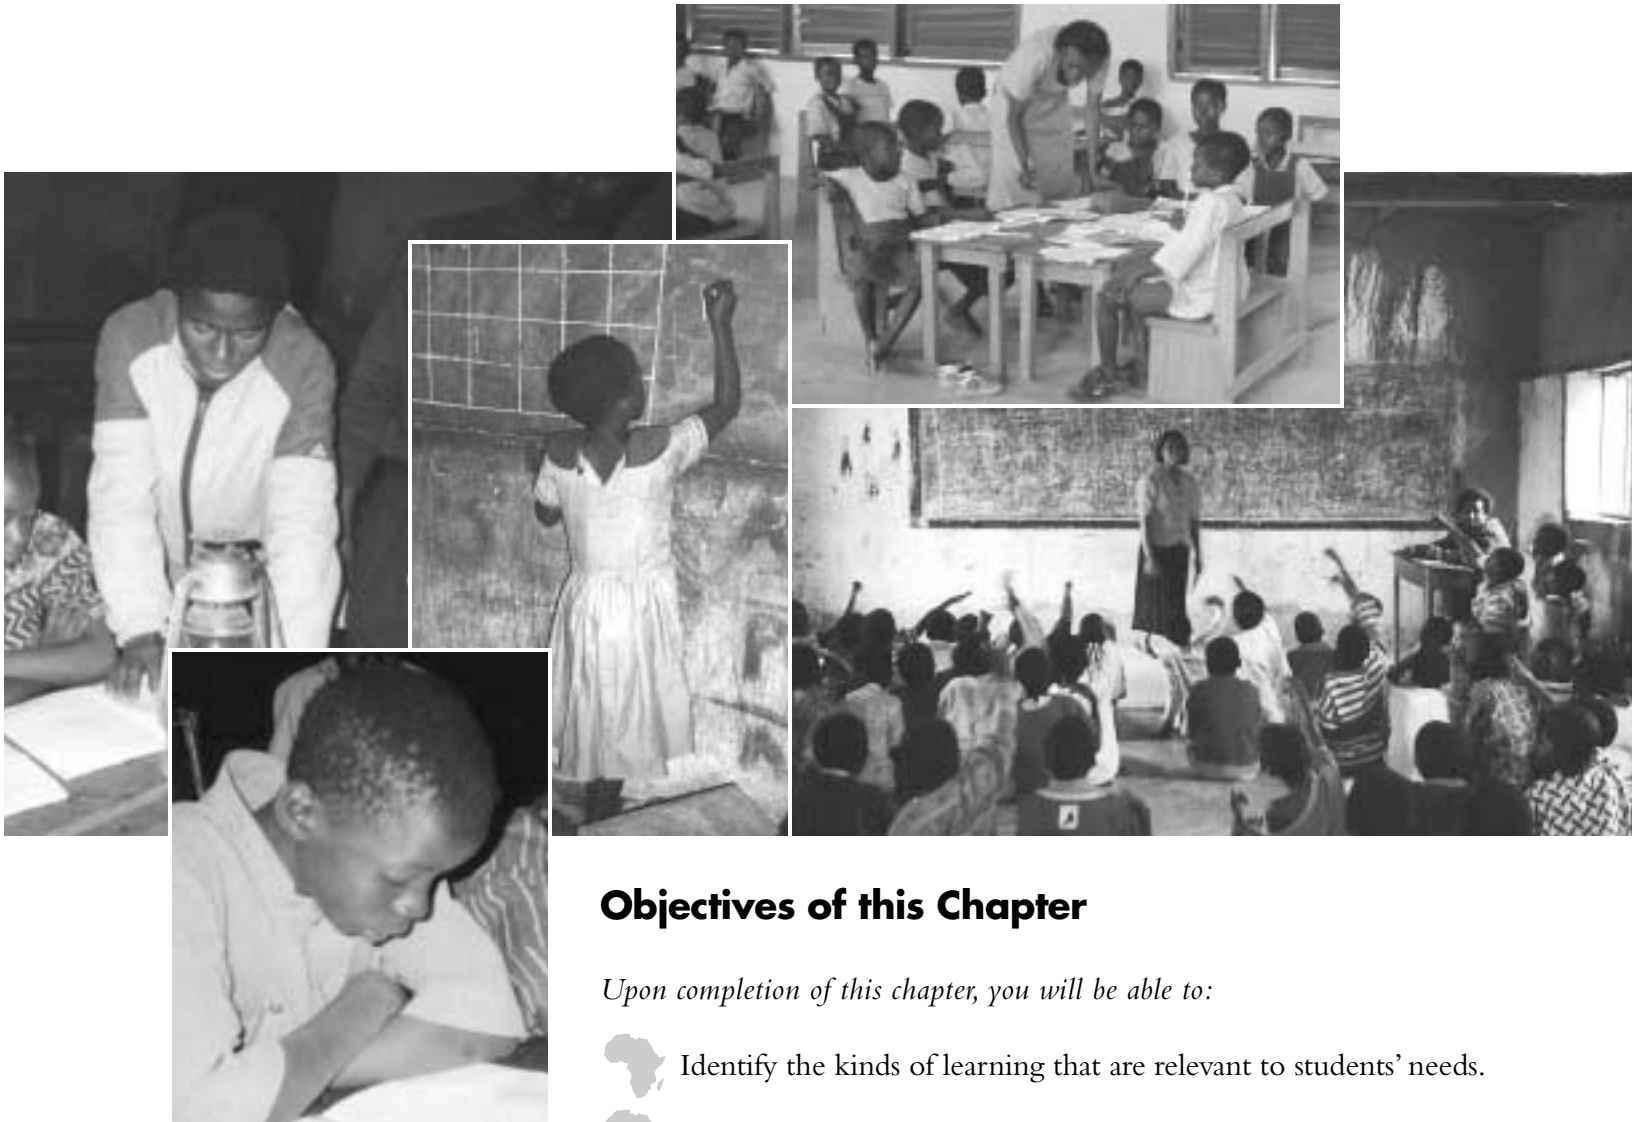 Objectives of this Chapter
Upon completion of this chapter, you will be able to:
Identify the kinds of learning that are relevant to students’ needs.